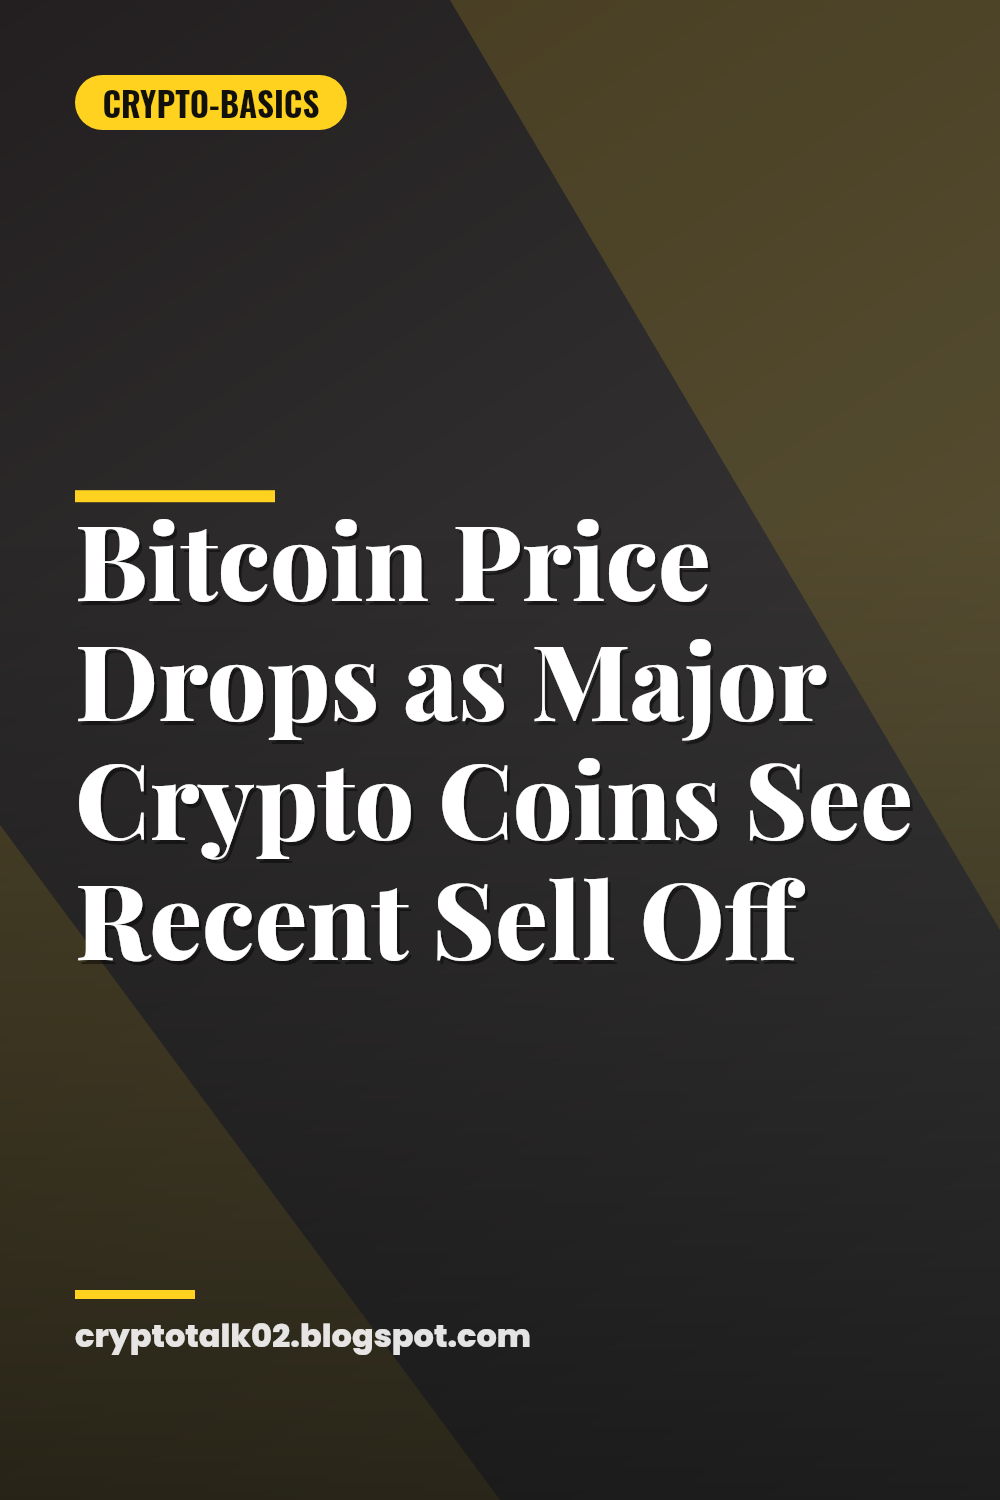 CRYPTO-BASICS
Bitcoin Price
Drops as Major
Crypto Coins See
Recent Sell Off
cryptotalk02.blogspot.com